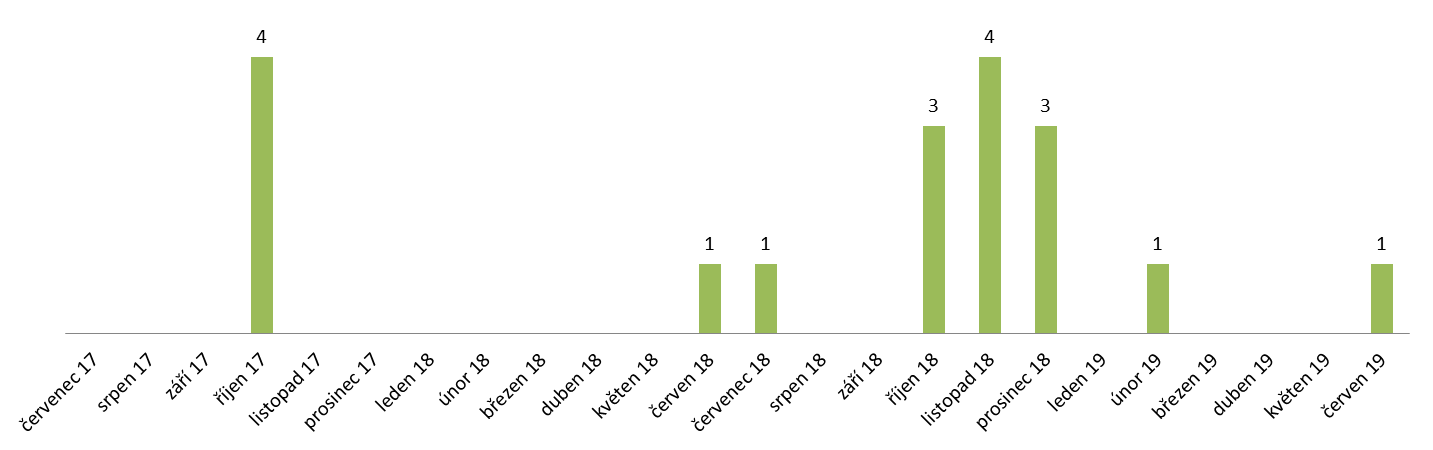 4
4
3
3
1
1
1
1
červenec 17
srpen 17
září 17
říjen 17
listopad 17
prosinec 17
leden 18
únor 18
březen 18
duben 18
květen 18
červen 18
červenec 18
srpen 18
září 18
říjen 18
listopad 18
prosinec 18
leden 19
únor 19
březen 19
duben 19
květen 19
červen 19